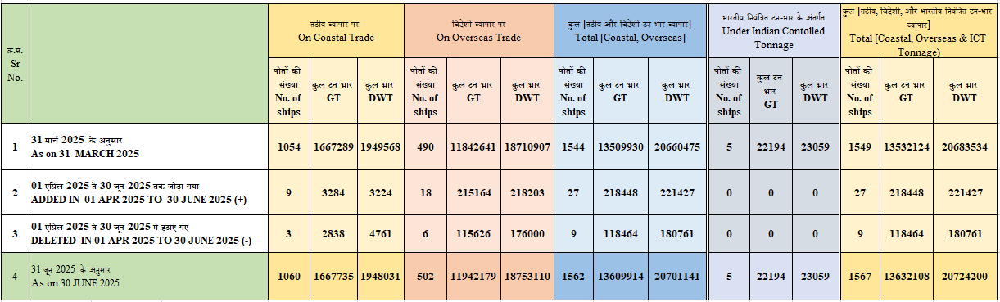 क्र.सं.
Sr
No.
तटीय व्यापार पर
On Coastal Trade
विदेशी व्यापार पर
On Overseas Trade
कुल [तटीय और विदेशी टन-भार व्यापार]
Total [Coastal, Overseas]
भारतीय नियंत्रित टन-भार के अंतर्गत
Under Indian Contolled
Tonnage
कुल [तटीय, विदेशी, और भारतीय नियंत्रित टन-भार
व्यापार]
Total [Coastal, Overseas & ICT
Tonnage)
पोतों की
संख्या
No. of
ships
कुल टन भार
GT
कुल भार
DWT
पोतों की
संख्या
No. of
ships
कुल टन भार
GT
कुल भार
DWT
पोतों की
संख्या
No. of
ships
कुल टन भार
GT
कुल भार
DWT
पोतों की
संख्या
No. of
ships
कुल टन
भार
GT
कुल भार
DWT
पोतों की
संख्या
No. of
ships
कुल टन भार
GT
कुल भार
DWT
1
31 मार्च 2025 के अनुसार
As on 31 MARCH 2025
1054 1667289 1949568 490 11842641 18710907 1544 13509930 20660475 5 22194 23059 1549 13532124 20683534
2
01 एप्रिल 2025 ते 30 जून 2025 तक जोड़ा गया
ADDED IN 01 APR 2025 TO 30 JUNE 2025 (+)
9 3284 3224 18 215164 218203 27 218448 221427 0 0 0 27 218448 221427
3
01 एप्रिल 2025 ते 30 जून 2025 में हटाए गए
DELETED IN 01 APR 2025 TO 30 JUNE 2025 (-)
3 2838 4761 6 115626 176000 9 118464 180761 0 0 0 9 118464 180761
4
31 जून 2025 के अनुसार
As on 30 JUNE 2025
1060 1667735 1948031 502 11942179 18753110 1562 13609914 20701141 5 22194 23059 1567 13632108 20724200